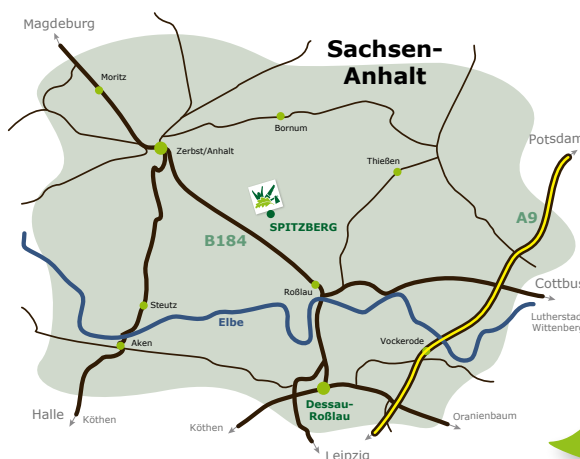 Magdeburg
Sachsen-
Anhalt
Moritz
Bornum
Zerbst/Anhalt
Thießen
Potsdam
SPITZBERG
A9
B184
Roßlau
Cottbus
Steutz
Elbe
Lutherstadt
Wittenberg
Aken
Vockerode
Dessau-
Roßlau
Halle
Köthen
Köthen
Oranienbaum
Leipzig